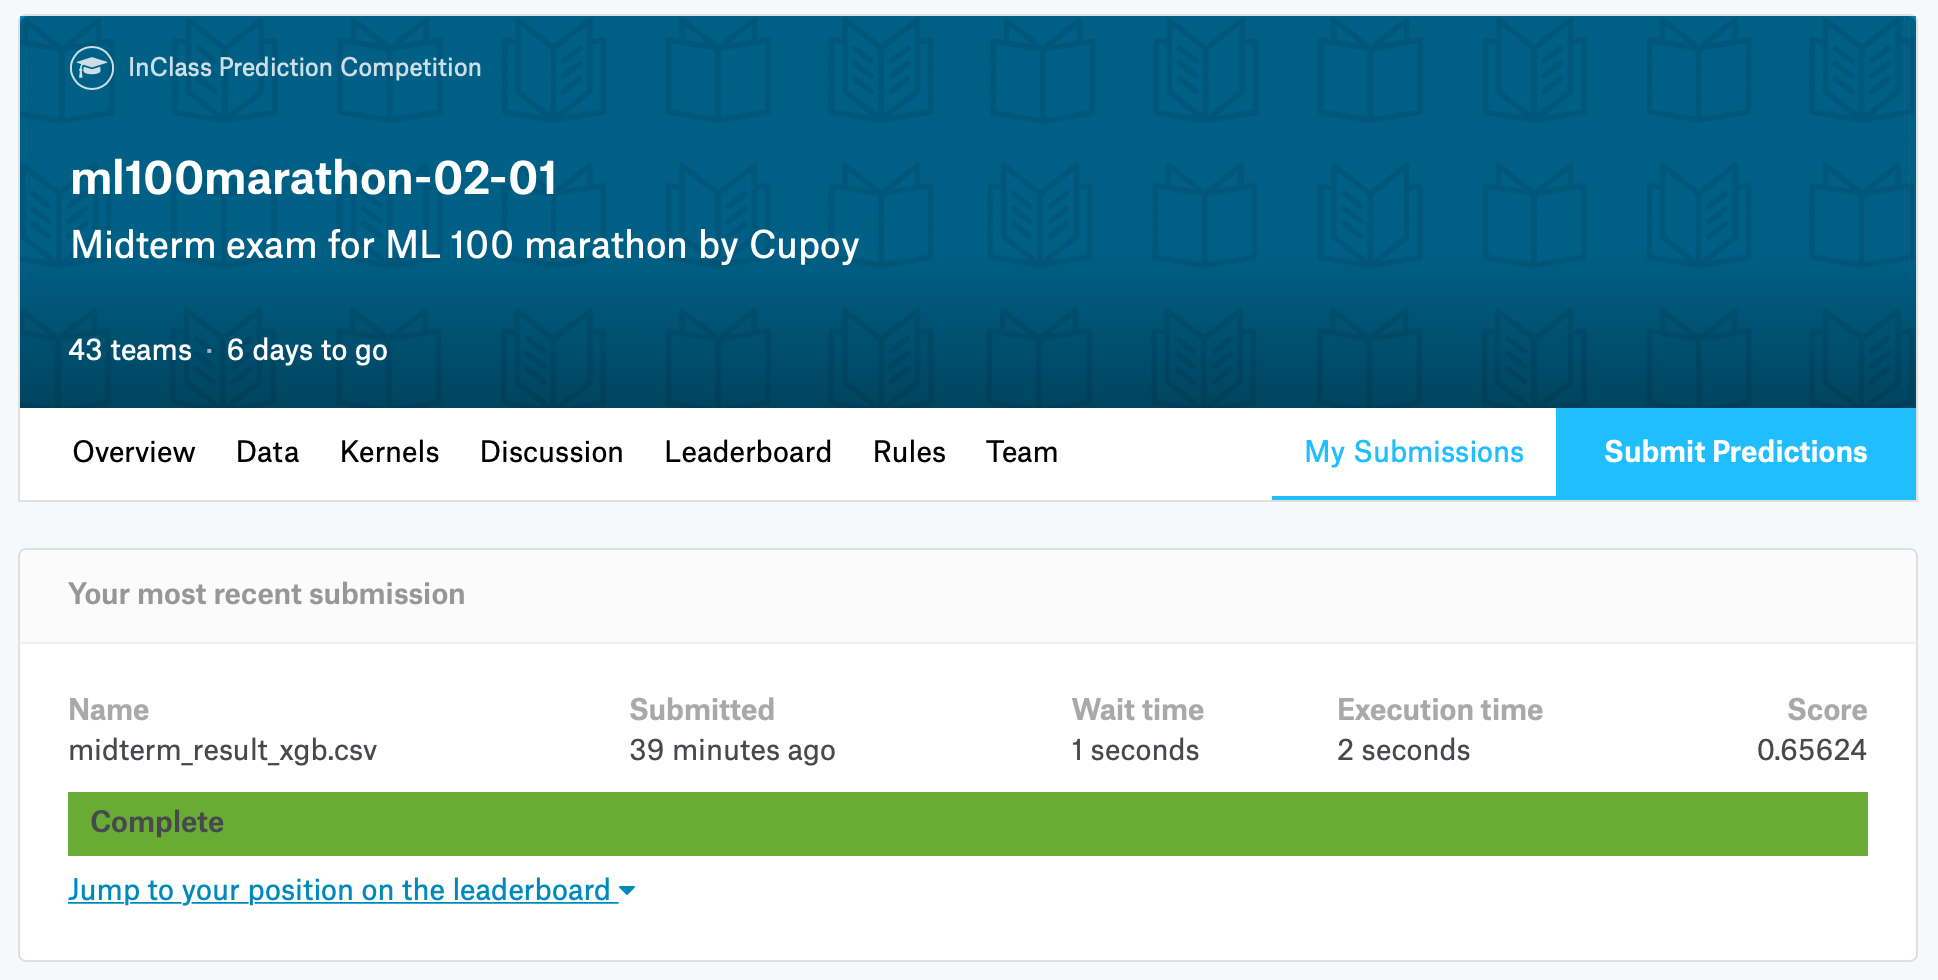 InClass Prediction Competition
ml100marathon-02-01
Midterm exam for ML 100 marathon by Cupoy
43 teams · 6 days to go
Overview Data Kernels Discussion Leaderboard Rules Team My Submissions Submit Predictions
Your most recent submission
Name Submitted Wait time Execution time Score
midterm_result_xgb.csv 39 minutes ago 1 seconds 2 seconds 0.65624
Complete
Jump to your position on the leaderboard